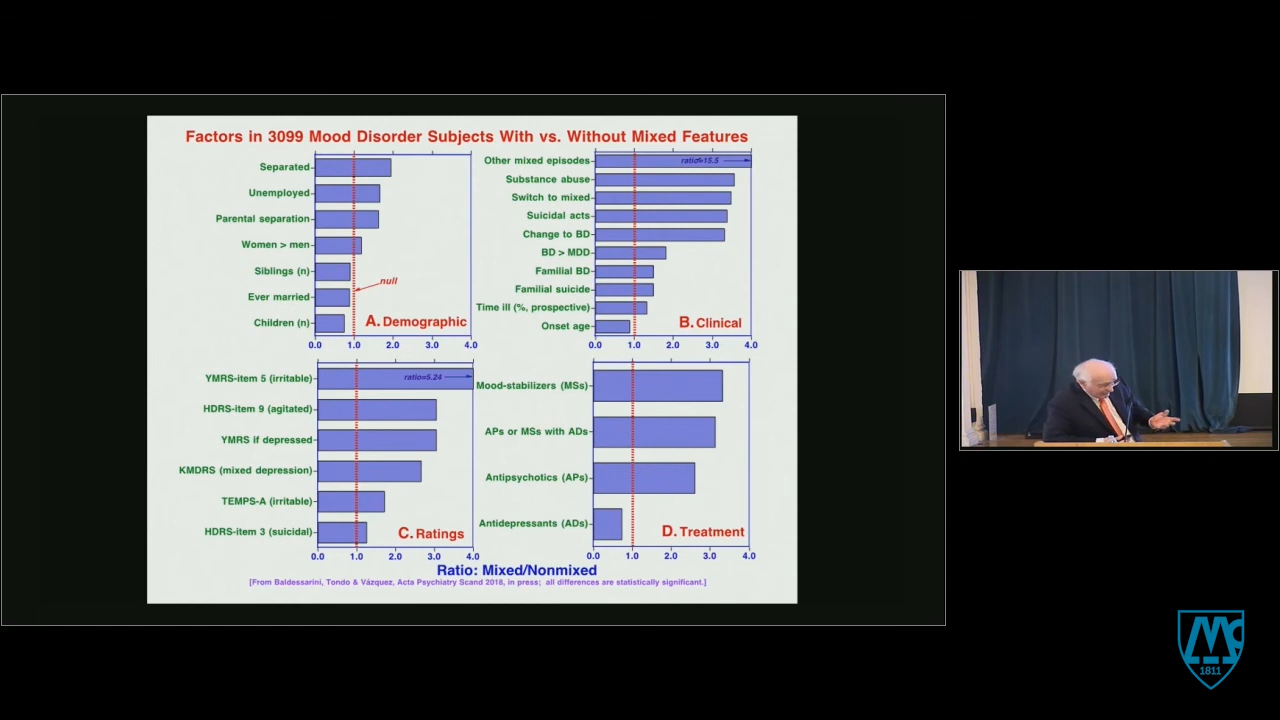 Factors in 3099 Mood Disorder Subjects With vs. Without Mixed Features
Separated
Unemployed
Parental separation
Women > men
Siblings (n)
Ever married
Children (n)
null
A. Demographic
0.0 1.0 2.0 3.0 4.0
Other mixed episodes
ratio=15.5
Substance abuse
Switch to mixed
Suicidal acts
Change to BD
BD > MDD
Familial BD
Familial suicide
Time ill (%, prospective)
Onset age
B. Clinical
0.0 1.0 2.0 3.0 4.0
YMRS-item 5 (irritable)
ratio=5.24
HDRS-item 9 (agitated)
YMRS if depressed
KMDRS (mixed depression)
TEMPS-A (irritable)
HDRS-item 3 (suicidal)
C. Ratings
0.0 1.0 2.0 3.0 4.0
Mood-stabilizers (MSs)
APs or MSs with ADs
Antipsychotics (APs)
Antidepressants (ADs)
D. Treatment
0.0 1.0 2.0 3.0 4.0
Ratio: Mixed/Nonmixed
[From Baldessarini, Tondo & Vázquez, Acta Psychiatry Scand 2018, in press; all differences are statistically significant.]
Mc
1811